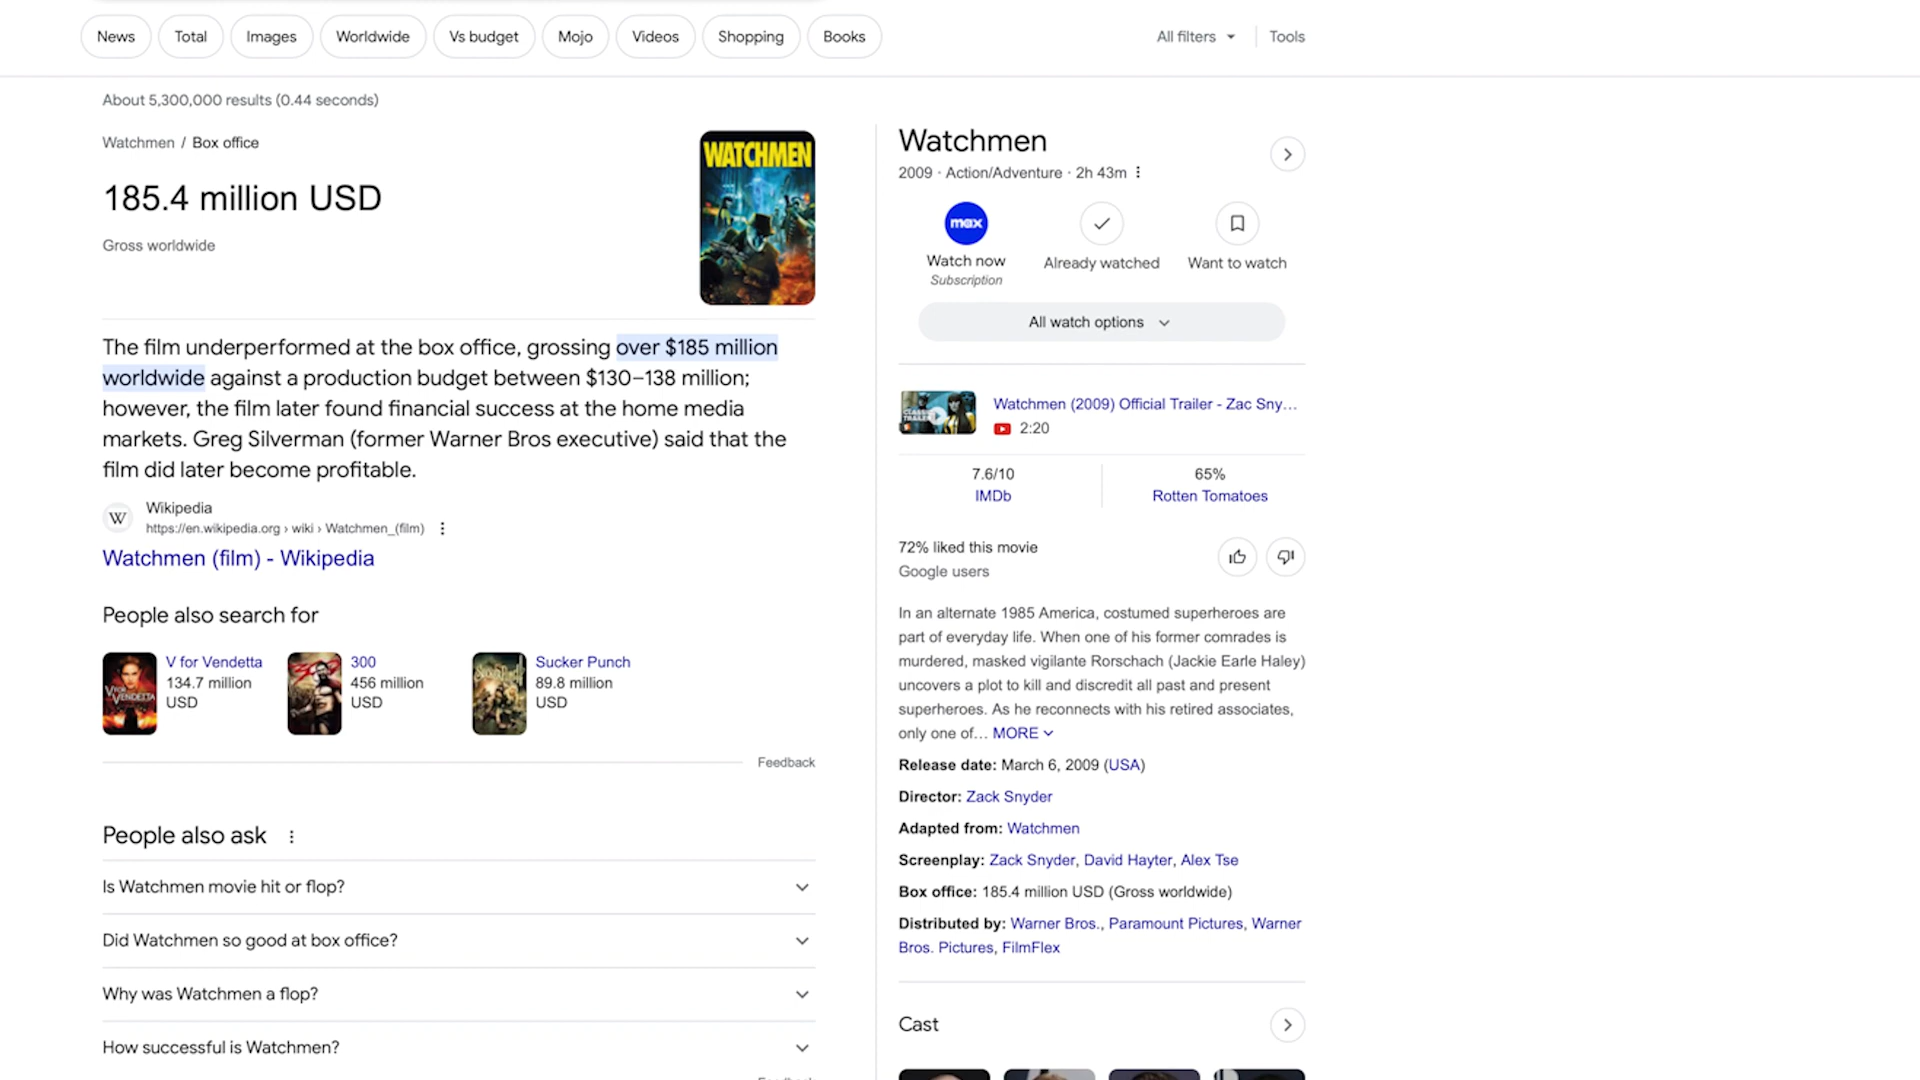 News
Total
Images
Worldwide
Vs budget
Mojo
Videos
Shopping
Books
All filters
Tools
About 5,300,000 results (0.44 seconds)
Watchmen / Box office
185.4 million USD
Gross worldwide
WATCHMEN
The film underperformed at the box office, grossing over $185 million
worldwide against a production budget between $130–138 million;
however, the film later found financial success at the home media
markets. Greg Silverman (former Warner Bros executive) said that the
film did later become profitable.
W
Wikipedia
https://en.wikipedia.org › wiki › Watchmen_(film)
Watchmen (film) - Wikipedia
People also search for
V for Vendetta
134.7 million
USD
300
456 million
USD
Sucker Punch
89.8 million
USD
Feedback
People also ask
Is Watchmen movie hit or flop?
Did Watchmen so good at box office?
Why was Watchmen a flop?
How successful is Watchmen?
Watchmen
2009 · Action/Adventure · 2h 43m
max
Watch now
Subscription
Already watched
Want to watch
All watch options
Watchmen (2009) Official Trailer - Zac Sny...
2:20
7.6/10
IMDb
65%
Rotten Tomatoes
72% liked this movie
Google users
In an alternate 1985 America, costumed superheroes are
part of everyday life. When one of his former comrades is
murdered, masked vigilante Rorschach (Jackie Earle Haley)
uncovers a plot to kill and discredit all past and present
superheroes. As he reconnects with his retired associates,
only one of... MORE
Release date: March 6, 2009 (USA)
Director: Zack Snyder
Adapted from: Watchmen
Screenplay: Zack Snyder, David Hayter, Alex Tse
Box office: 185.4 million USD (Gross worldwide)
Distributed by: Warner Bros., Paramount Pictures, Warner
Bros. Pictures, FilmFlex
Cast